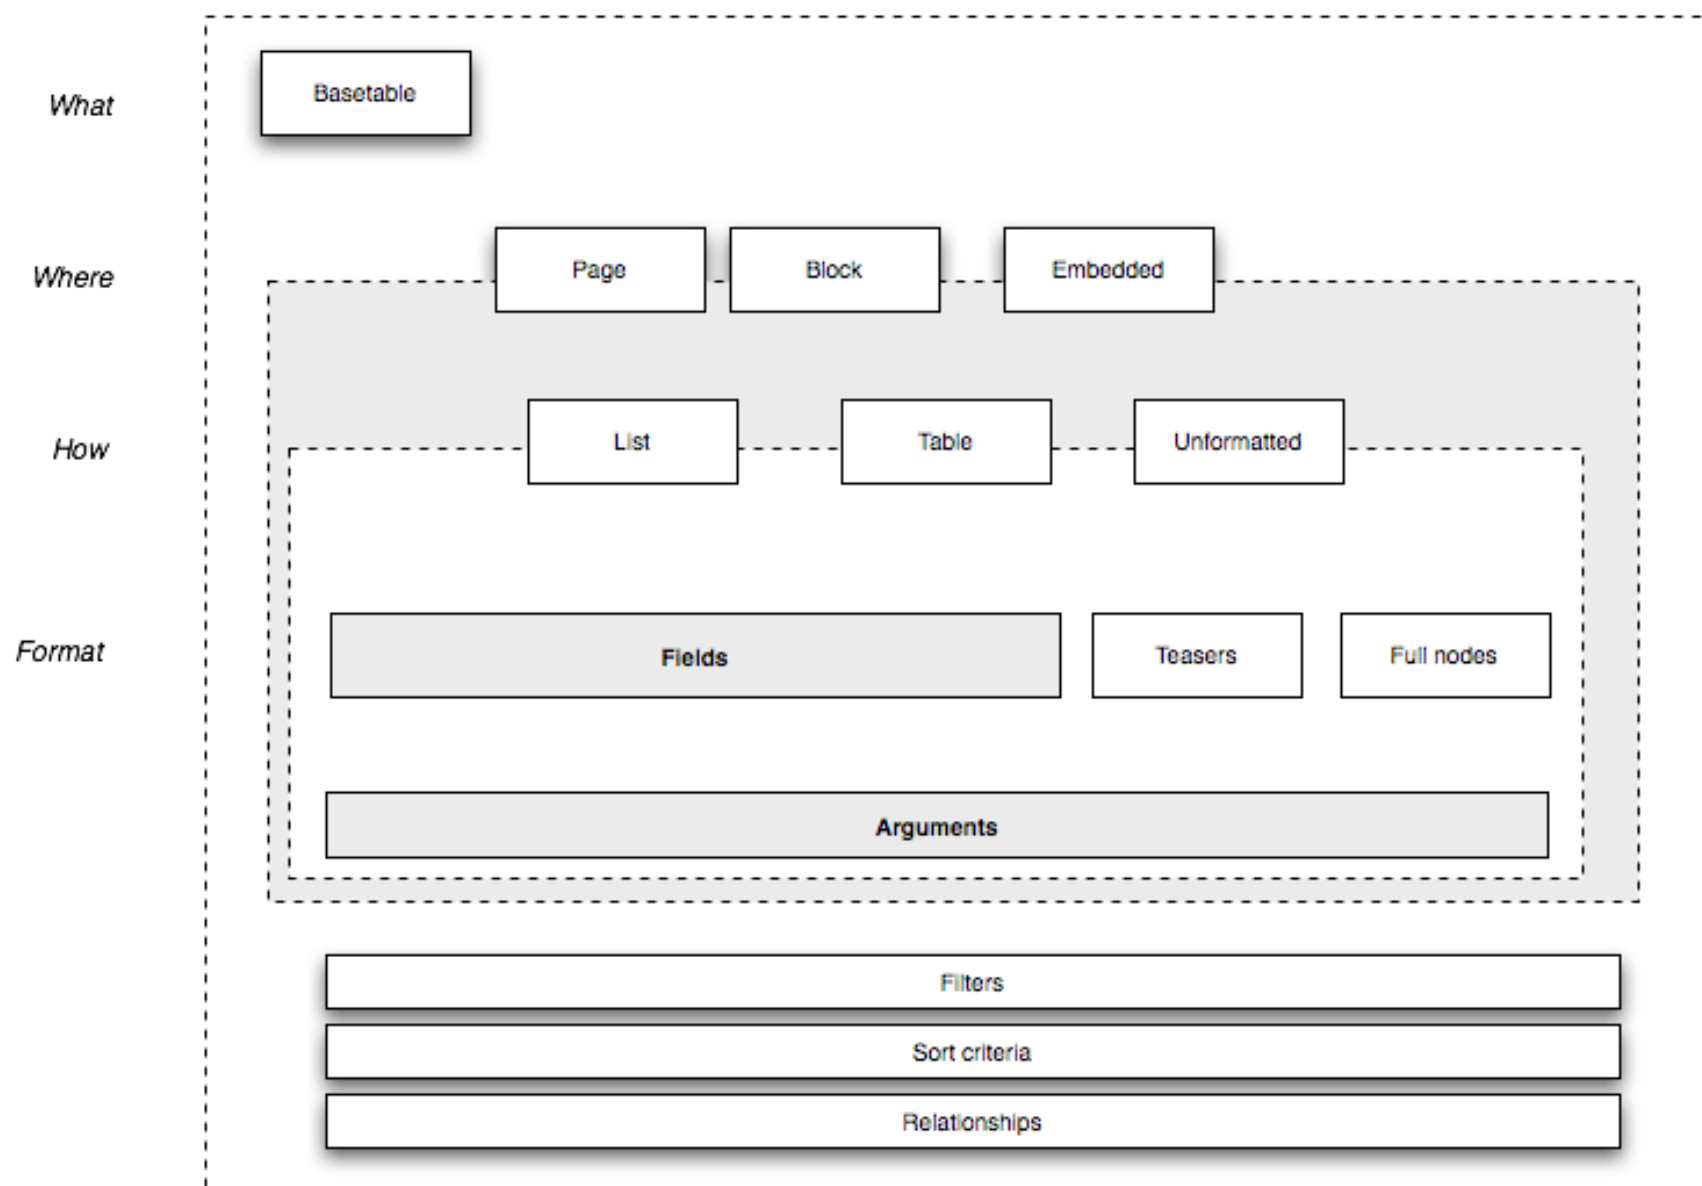 What
Basetable
Where
Page
Block
Embedded
How
List
Table
Unformatted
Format
Fields
Teasers
Full nodes
Arguments
Filters
Sort criteria
Relationships